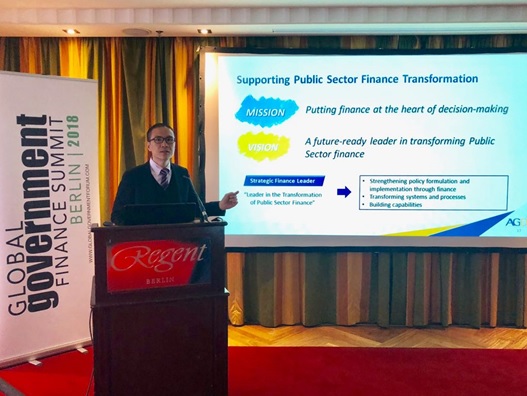 GLOBAL
government
FINANCE SUMMIT
BERLIN | 2018
Regent
BERLIN
Supporting Public Sector Finance Transformation
MISSION
Putting finance at the heart of decision-making
VISION
A future-ready leader in transforming Public
Sector finance
Strategic Finance Leader
"Leader in the Transformation
of Public Sector Finance"
• Strengthening policy formulation and
implementation through finance
• Transforming systems and processes
• Building capabilities
AG